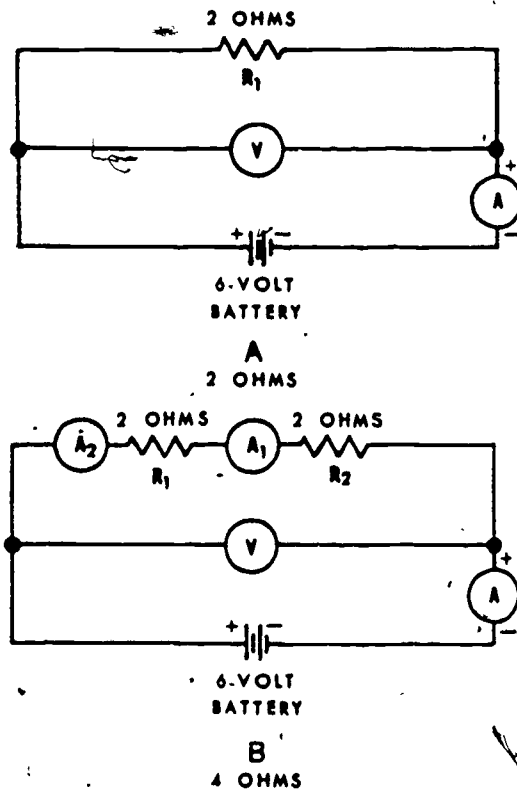 2 OHMS
R1
V
+
A
+ −
−
6-VOLT
BATTERY
A
2 OHMS
2 OHMS 2 OHMS
A2 A1
R1 R2
V
+
A
+ −
−
6-VOLT
BATTERY
B
4 OHMS